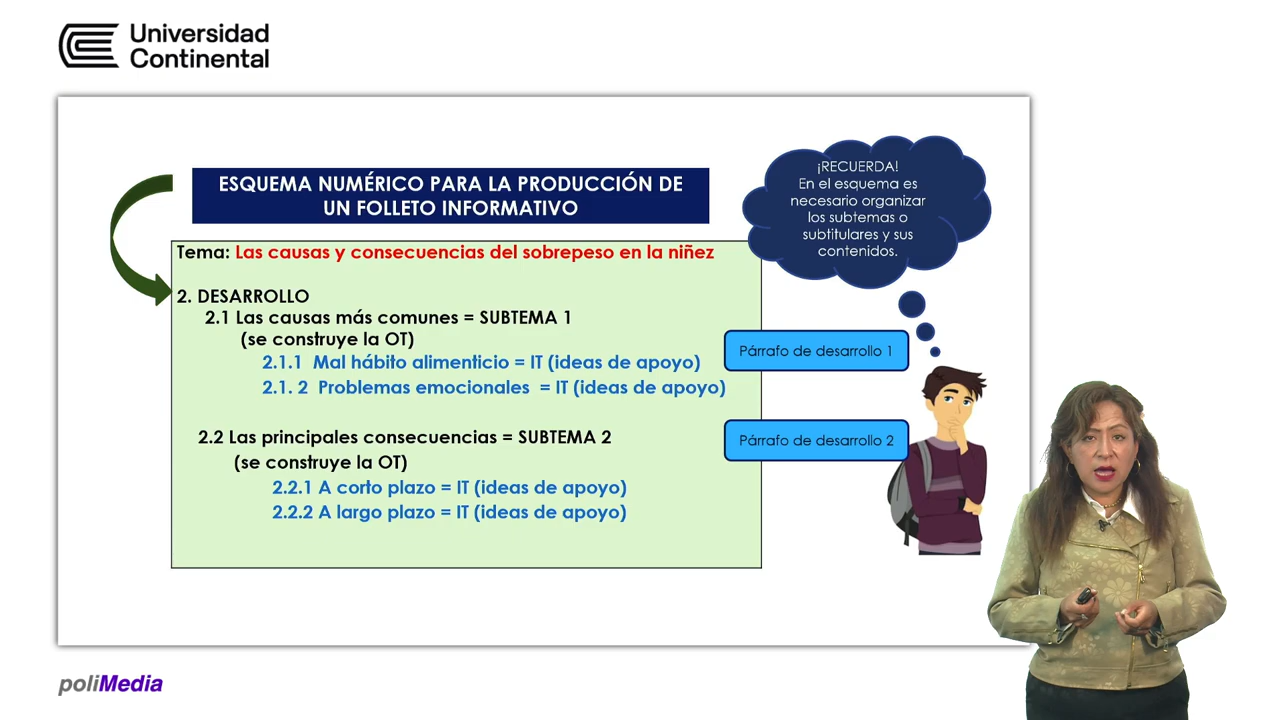 Universidad
Continental
ESQUEMA NUMÉRICO PARA LA PRODUCCIÓN DE
UN FOLLETO INFORMATIVO
¡RECUERDA!
En el esquema es
necesario organizar
los subtemas o
subtitulares y sus
contenidos.
Tema: Las causas y consecuencias del sobrepeso en la niñez
2. DESARROLLO
2.1 Las causas más comunes = SUBTEMA 1
(se construye la OT)
2.1.1 Mal hábito alimenticio = IT (ideas de apoyo)
2.1. 2 Problemas emocionales = IT (ideas de apoyo)
Párrafo de desarrollo 1
2.2 Las principales consecuencias = SUBTEMA 2
(se construye la OT)
2.2.1 A corto plazo = IT (ideas de apoyo)
2.2.2 A largo plazo = IT (ideas de apoyo)
Párrafo de desarrollo 2
poliMedia